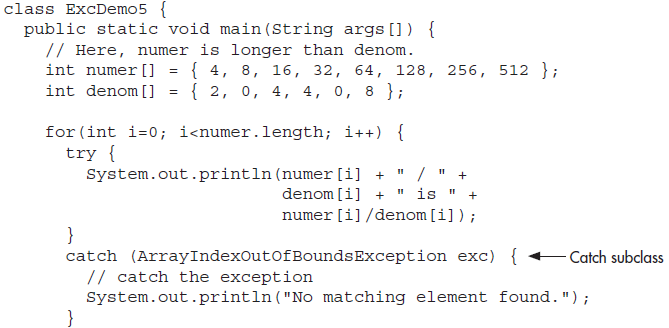 class ExcDemo5 {
  public static void main(String args[]) {
    // Here, numer is longer than denom.
    int numer[] = { 4, 8, 16, 32, 64, 128, 256, 512 };
    int denom[] = { 2, 0, 4, 4, 0, 8 };

    for(int i=0; i<numer.length; i++) {
      try {
        System.out.println(numer[i] + " / " +
                           denom[i] + " is " +
                           numer[i]/denom[i]);
      }
      catch (ArrayIndexOutOfBoundsException exc) { Catch subclass
        // catch the exception
        System.out.println("No matching element found.");
      }